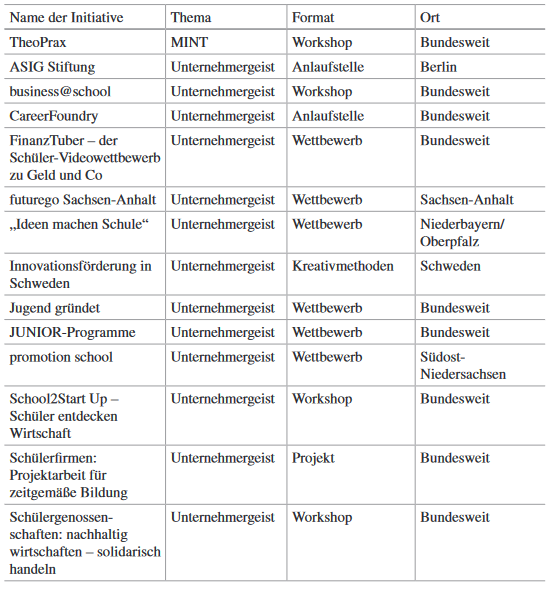 Name der Initiative Thema Format Ort
TheoPrax MINT Workshop Bundesweit
ASIG Stiftung Unternehmergeist Anlaufstelle Berlin
business@school Unternehmergeist Workshop Bundesweit
CareerFoundry Unternehmergeist Anlaufstelle Bundesweit
FinanzTuber – der Unternehmergeist Wettbewerb Bundesweit
Schüler-Videowettbewerb
zu Geld und Co
futurego Sachsen-Anhalt Unternehmergeist Wettbewerb Sachsen-Anhalt
„Ideen machen Schule“ Unternehmergeist Wettbewerb Niederbayern/
Oberpfalz
Innovationsförderung in Unternehmergeist Kreativmethoden Schweden
Schweden
Jugend gründet Unternehmergeist Wettbewerb Bundesweit
JUNIOR-Programme Unternehmergeist Wettbewerb Bundesweit
promotion school Unternehmergeist Wettbewerb Südost-
Niedersachsen
School2Start Up – Unternehmergeist Workshop Bundesweit
Schüler entdecken
Wirtschaft
Schülerfirmen: Unternehmergeist Projekt Bundesweit
Projektarbeit für
zeitgemäße Bildung
Schülergenossen- Unternehmergeist Workshop Bundesweit
schaften: nachhaltig
wirtschaften – solidarisch
handeln